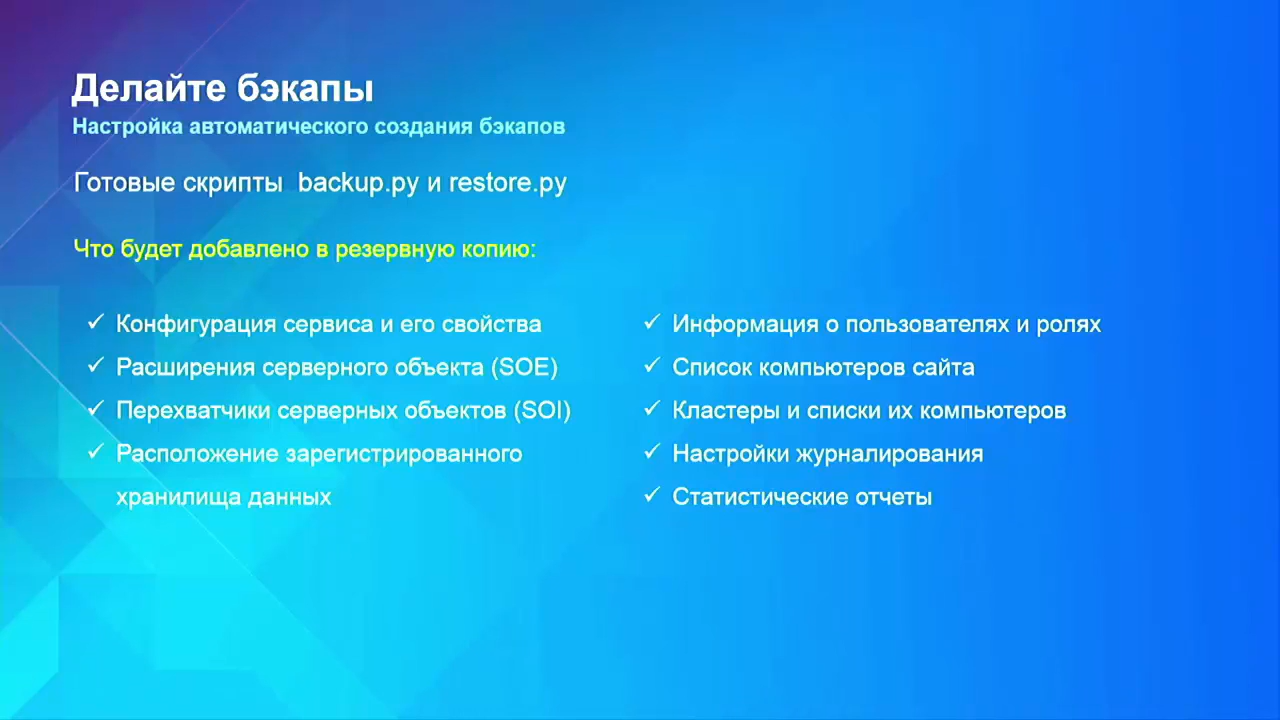 Делайте бэкапы
Настройка автоматического создания бэкапов
Готовые скрипты backup.py и restore.py
Что будет добавлено в резервную копию:
Конфигурация сервиса и его свойства
Расширения серверного объекта (SOE)
Перехватчики серверных объектов (SOI)
Расположение зарегистрированного
хранилища данных
Информация о пользователях и ролях
Список компьютеров сайта
Кластеры и списки их компьютеров
Настройки журналирования
Статистические отчеты